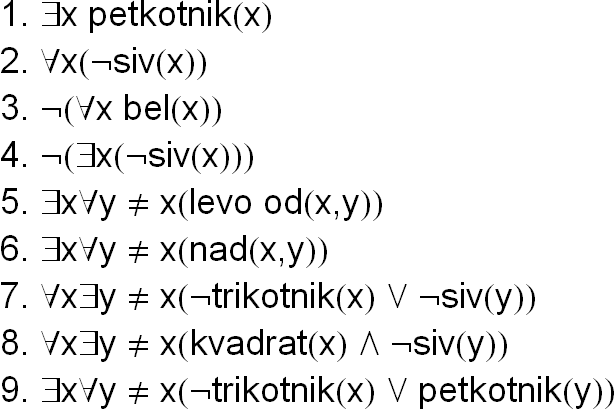 1. ∃x petkotnik(x)
2. ∀x(¬siv(x))
3. ¬(∀x bel(x))
4. ¬(∃x(¬siv(x)))
5. ∃x∀y ≠ x(levo od(x,y))
6. ∃x∀y ≠ x(nad(x,y))
7. ∀x∃y ≠ x(¬trikotnik(x) ∨ ¬siv(y))
8. ∀x∃y ≠ x(kvadrat(x) ∧ ¬siv(y))
9. ∃x∀y ≠ x(¬trikotnik(x) ∨ petkotnik(y))